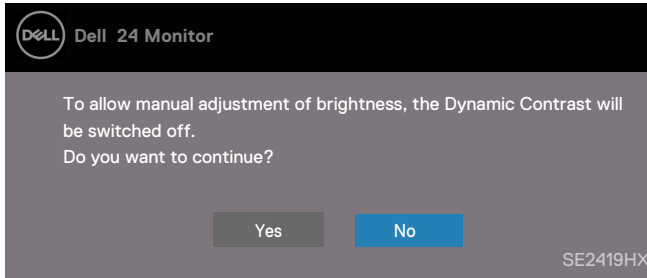 DELL
Dell 24 Monitor
To allow manual adjustment of brightness, the Dynamic Contrast will
be switched off.
Do you want to continue?
Yes No
SE2419HX